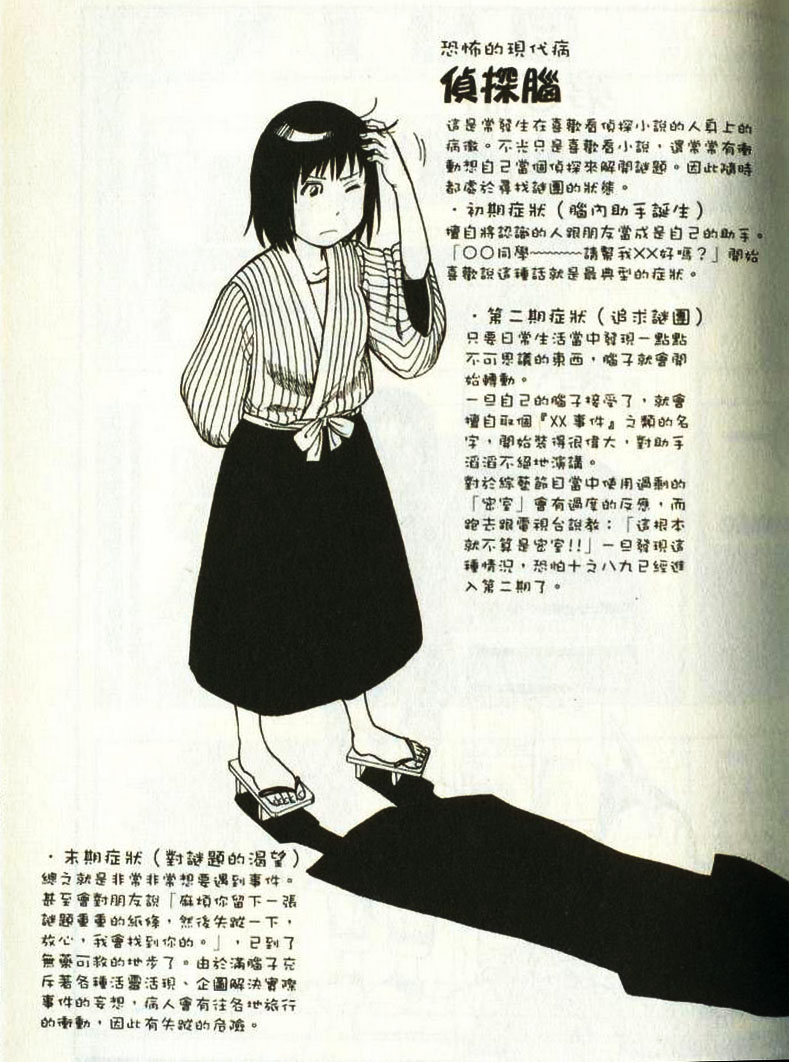 恐怖的現代病
偵探腦
這是常發生在喜歡看偵探小說的人身上的
病徵。不光只是喜歡看小說，還常常有衝
動想自己當個偵探來解開謎題。因此隨時
都處於尋找謎團的狀態。
・初期症狀（腦內助手誕生）
擅自將認識的人跟朋友當成是自己的助手。
「○○同學～～～～請幫我XX好嗎？」開始
喜歡說這種話就是最典型的症狀。
・第二期症狀（追求謎團）
只要日常生活當中發現一點點
不可思議的東西，腦子就會開
始轉動。
一旦自己的腦子接受了，就會
擅自取個『XX事件』之類的名
字，開始裝得很偉大，對助手
滔滔不絕地演講。
對於綜藝節目當中使用過剩的
「密室」會有過度的反應，而
跑去跟電視台說教：「這根本
就不算是密室!!」一旦發現這
種情況，恐怕十之八九已經進
入第二期了。
・末期症狀（對謎題的渴望）
總之就是非常非常想要遇到事件。
甚至會對朋友說「麻煩你留下一張
謎題重重的紙條，然後失蹤一下，
放心，我會找到你的。」，已到了
無藥可救的地步了。由於滿腦子充
斥著各種活靈活現、企圖解決實際
事件的妄想，病人會有往各地旅行
的衝動，因此有失蹤的危險。